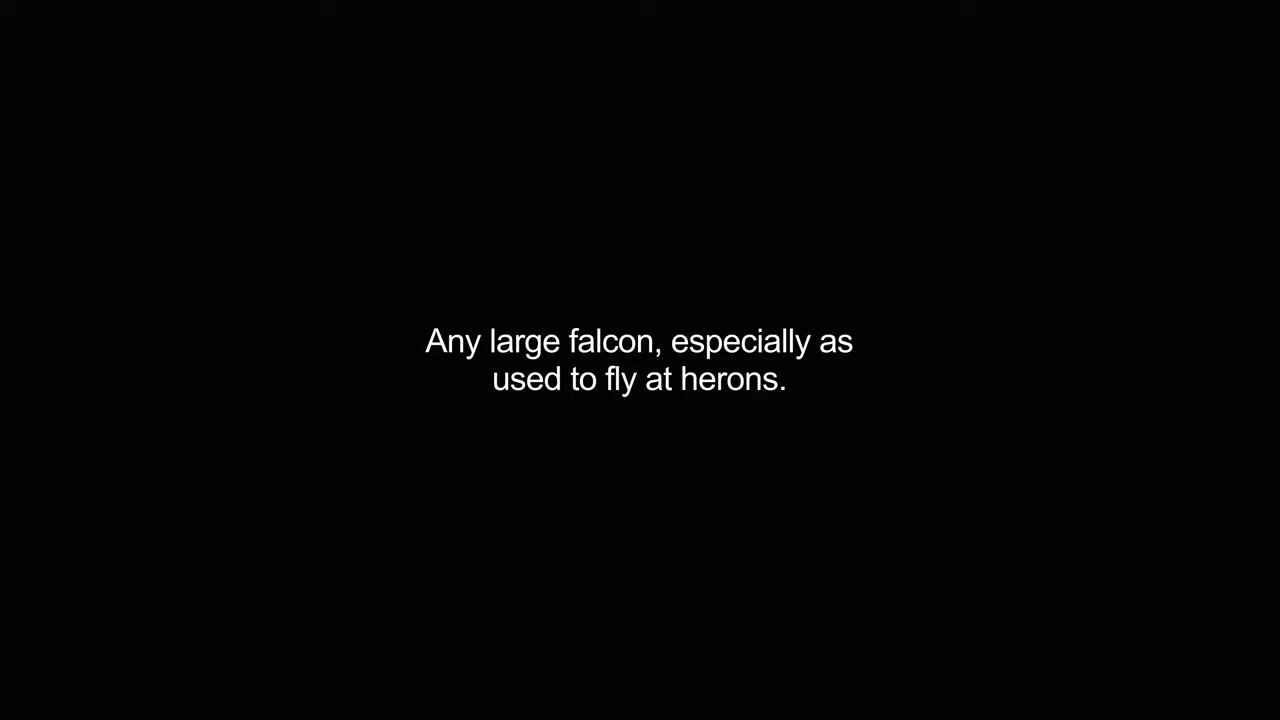 Any large falcon, especially as
used to fly at herons.